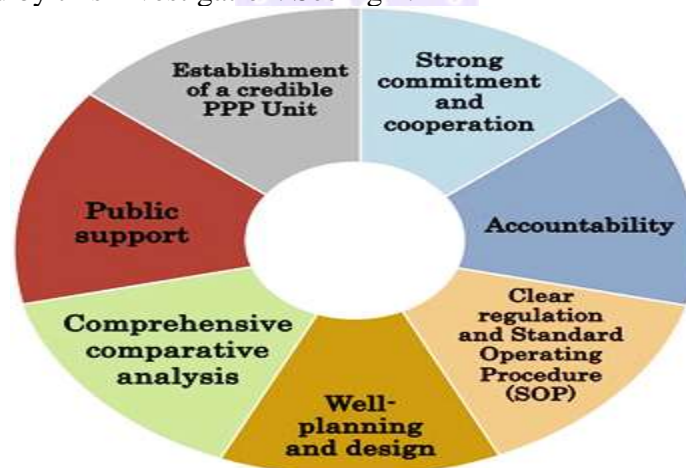 Strong
commitment
and
cooperation
Accountability
Clear
regulation
and Standard
Operating
Procedure
(SOP)
Well-
planning
and design
Comprehensive
comparative
analysis
Public
support
Establishment
of a credible
PPP Unit